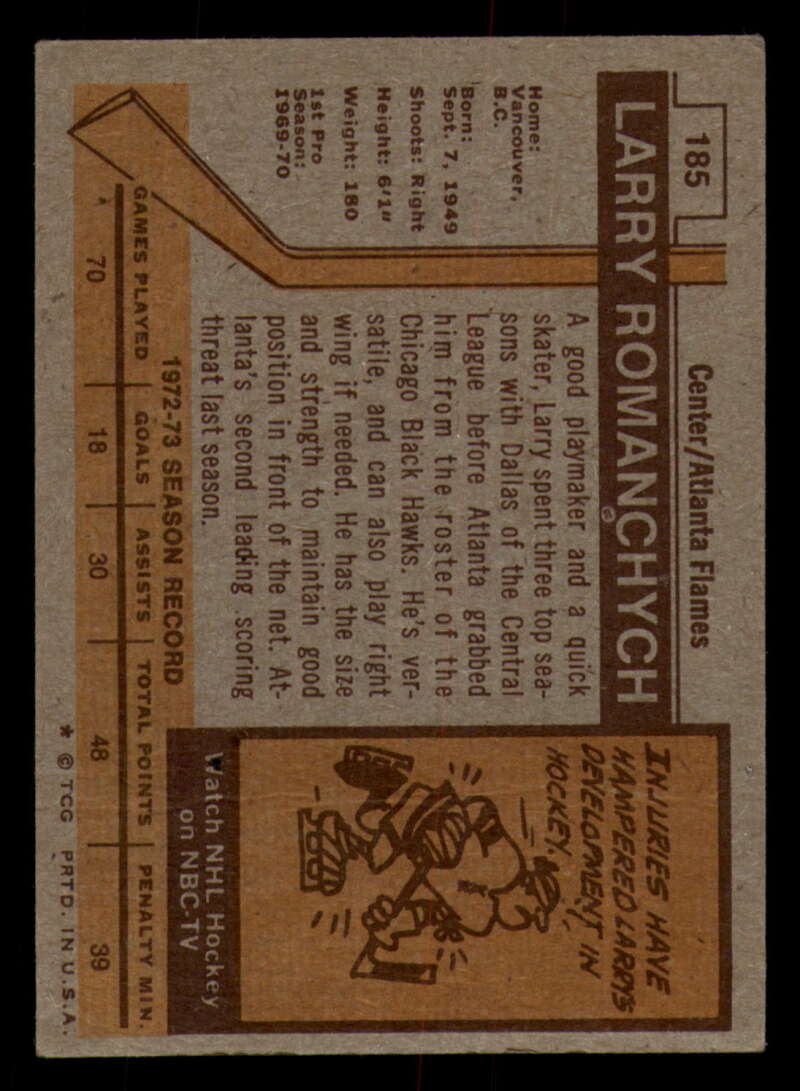 185
Center/Atlanta Flames
LARRY ROMANCHYCH
Home:
Vancouver,
B.C.
Born:
Sept. 7, 1949
Shoots: Right
Height: 6'1"
Weight: 180
1st Pro
Season:
1969-70
A good playmaker and a quick
skater, Larry spent three top sea-
sons with Dallas of the Central
League before Atlanta grabbed
him from the roster of the
Chicago Black Hawks. He's ver-
satile, and can also play right
wing if needed. He has the size
and strength to maintain good
position in front of the net. At-
lanta's second leading scoring
threat last season.
INJURIES HAVE
HAMPERED LARRY'S
DEVELOPMENT IN
HOCKEY.
Watch NHL Hockey
on NBC-TV
1972-73 SEASON RECORD
GAMES PLAYED GOALS ASSISTS TOTAL POINTS PENALTY MIN.
70 18 30 48 39
* © TCG PRTD. IN U.S.A.